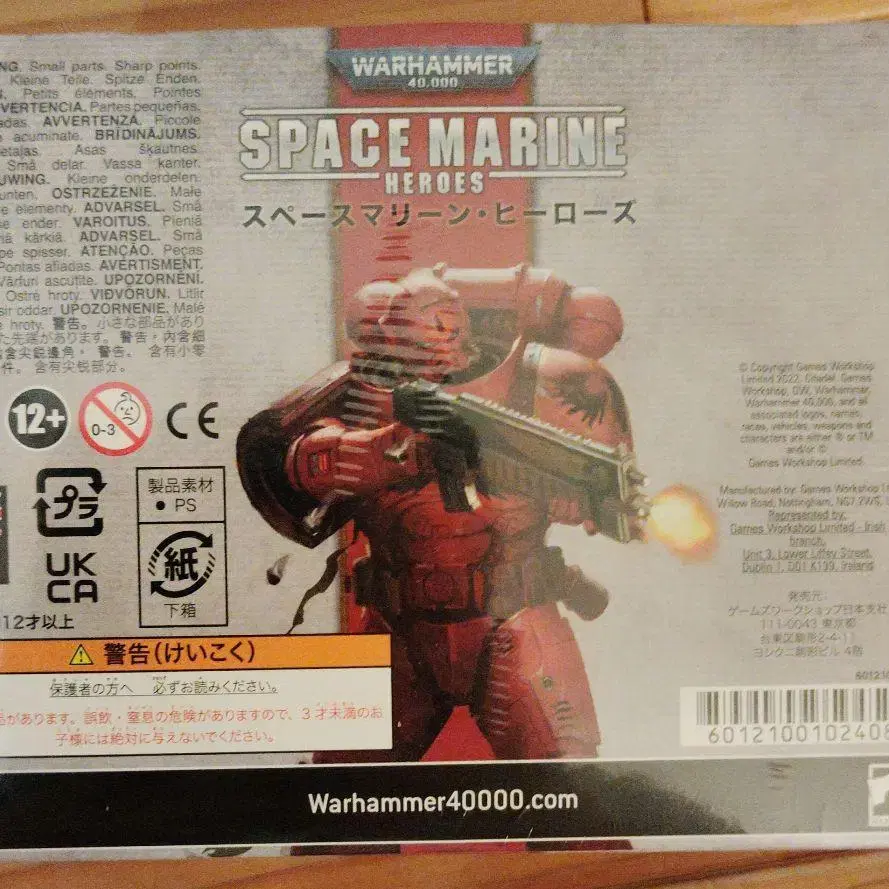 WARHAMMER
40,000
SPACE MARINE
HEROES
スペースマリーン・ヒーローズ
NG. Small parts. Sharp points.
Kleine Teile. Spitze Enden.
Petits éléments. Pointes
VERTENCIA. Partes pequeñas.
adas AVVERTENZA. Piccole
acuminate. BRĪDINĀJUMS.
detaļas. Asas šķautnes.
Små delar. Vassa kanter.
UWING. Kleine onderdelen.
punten. OSTRZEŻENIE. Małe
elementy. ADVARSEL. Små
se ender. VAROITUS. Pieniä
kärkiä. ADVARSEL. Små
spisser. ATENÇÃO. Peças
Pontas afiadas. AVERTISMENT.
Vârfuri ascuțite. UPOZORNĚNÍ.
Ostré hroty. VIÐVÖRUN. Litlir
oddar. UPOZORNENIE. Malé
hroty. 警告。小さな部品があり
た先端があります。警告，內含細
含尖銳邊角。警告。含有小零
件。含有尖锐部分。
12+
0-3
CE
プラ
製品素材
• PS
紙
下箱
UK
CA
12才以上
警告(けいこく)
保護者の方へ 必ずお読みください。
品があります。誤飲・窒息の危険がありますので、3才未満のお
子様には絶対に与えないでください。
© Copyright Games Workshop
Limited 2022. Citadel, Games
Workshop, GW, Warhammer,
Warhammer 40,000, and all
associated logos, names,
races, vehicles, weapons and
characters are either ® or TM
and/or ©
Games Workshop Limited.
Manufactured by: Games Workshop
Willow Road, Nottingham, NG7 2WS,
Represented by:
Games Workshop Limited - Irish
branch,
Unit 3, Lower Liffey Street,
Dublin 1, D01 K199, Ireland
発売元:
ゲームズワークショップ日本支社
111-0043 東京都
台東区駒形2-4-11
ヨシクニ駒形ビル 4階
601210
6012100102408
Warhammer40000.com